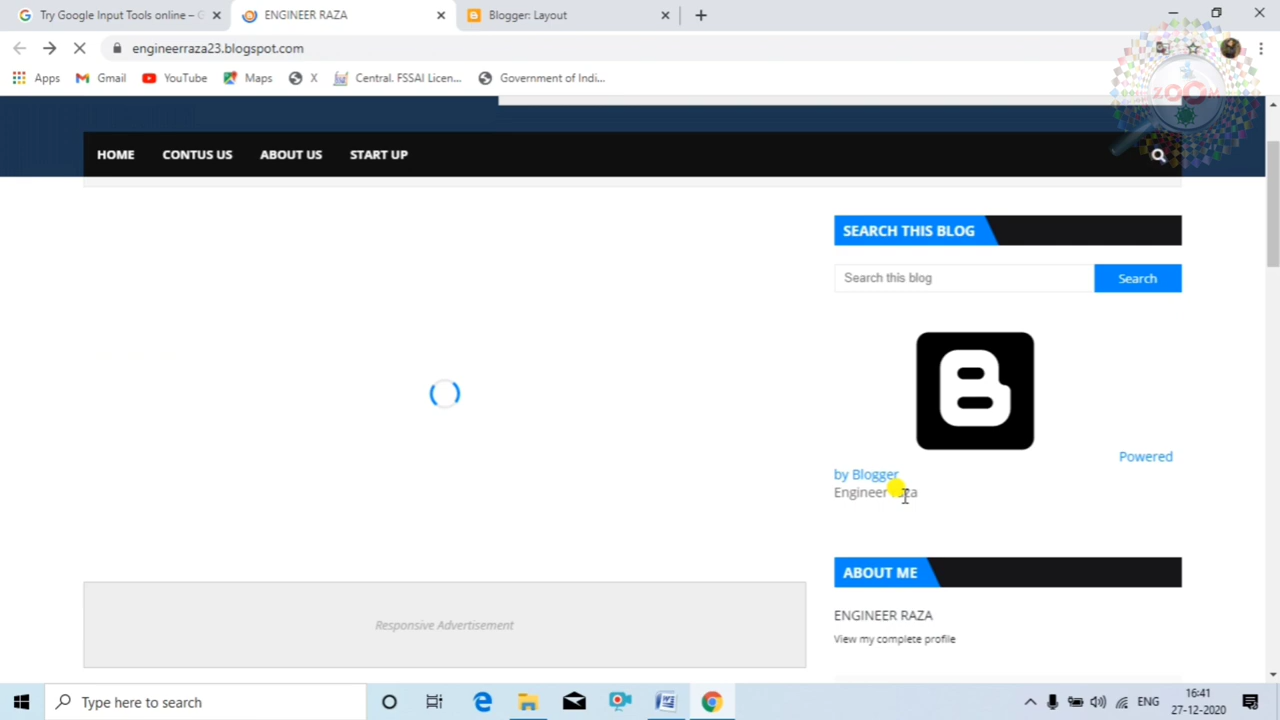 Try Google Input Tools online – G
ENGINEER RAZA
Blogger: Layout
engineerraza23.blogspot.com
Apps
Gmail
YouTube
Maps
X
Central. FSSAI Licen...
Government of Indi...
ZOOM
HOME
CONTUS US
ABOUT US
START UP
SEARCH THIS BLOG
Search this blog
Search
Powered
by Blogger
Engineer raza
ABOUT ME
ENGINEER RAZA
View my complete profile
Responsive Advertisement
Type here to search
ENG
16:41
27-12-2020